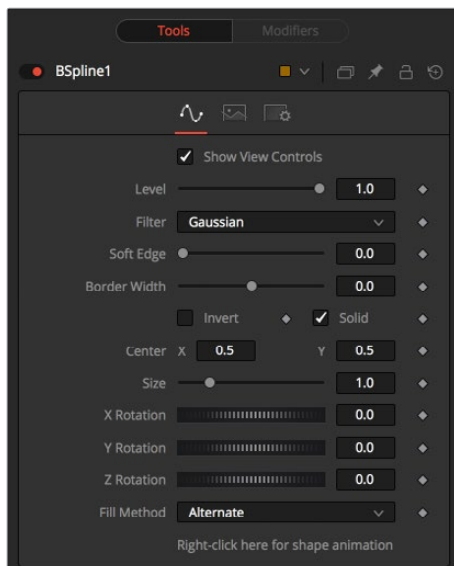 Tools Modifiers
BSpline1
Show View Controls
Level 1.0
Filter Gaussian
Soft Edge 0.0
Border Width 0.0
Invert Solid
Center X 0.5 Y 0.5
Size 1.0
X Rotation 0.0
Y Rotation 0.0
Z Rotation 0.0
Fill Method Alternate
Right-click here for shape animation